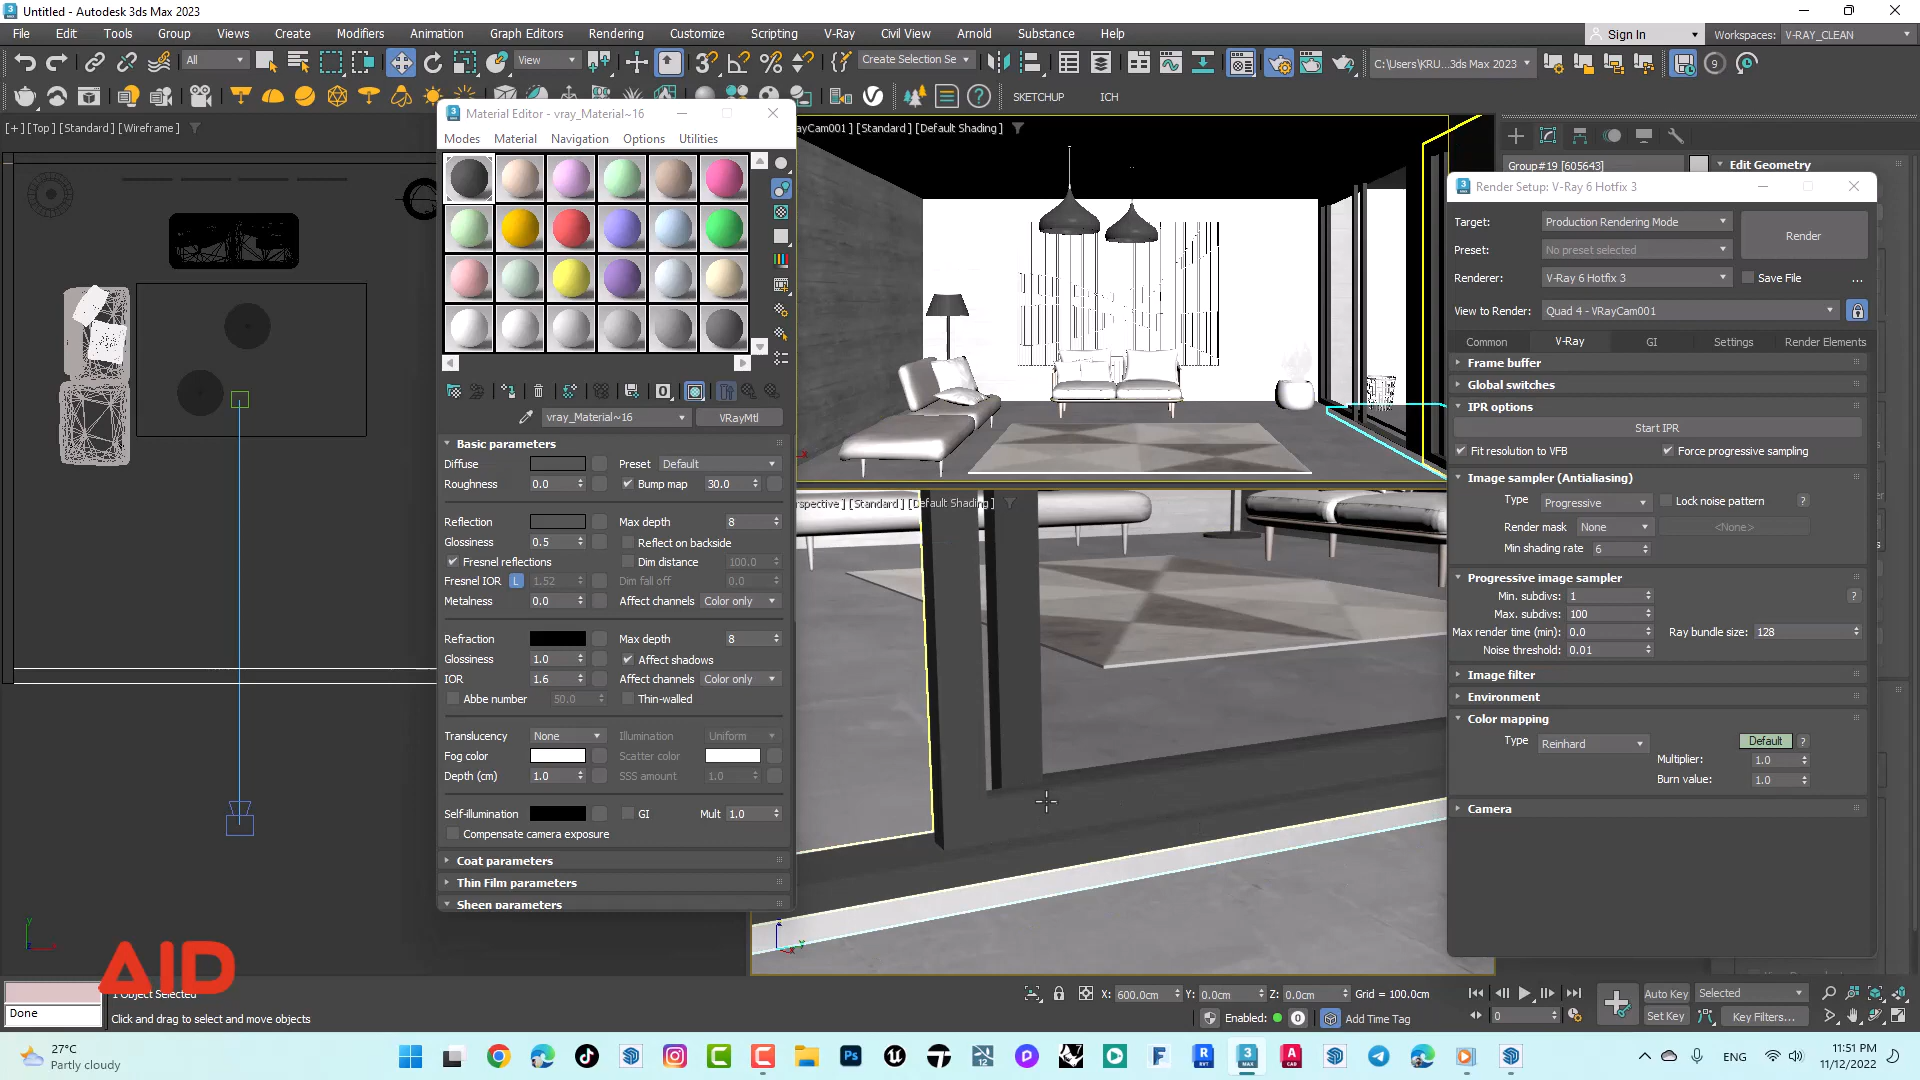 Untitled - Autodesk 3ds Max 2023
File Edit Tools Group Views Create Modifiers Animation Graph Editors Rendering Customize Scripting V-Ray Civil View Arnold Substance Help
Sign In
Workspaces: V-RAY_CLEAN
All
View
Create Selection Se
C:\Users\KRU...3ds Max 2023
9
SKETCHUP ICH
[+] [Top] [Standard] [Wireframe]
Material Editor - vray_Material~16
Modes Material Navigation Options Utilities
vray_Material~16
VRayMtl
Basic parameters
Diffuse
Preset Default
Roughness 0.0
Bump map 30.0
Reflection
Max depth 8
Glossiness 0.5
Reflect on backside
Fresnel reflections
Dim distance 100.0
Fresnel IOR L 1.52
Dim fall off 0.0
Metalness 0.0
Affect channels Color only
Refraction
Max depth 8
Glossiness 1.0
Affect shadows
IOR 1.6
Affect channels Color only
Abbe number 50.0
Thin-walled
Translucency None
Illumination Uniform
Fog color
Scatter color
Depth (cm) 1.0
SSS amount 1.0
Self-illumination
GI
Mult 1.0
Compensate camera exposure
Coat parameters
Thin Film parameters
Sheen parameters
ayCam001] [Standard] [Default Shading]
rspective] [Standard] [Default Shading]
Group#19 [605643]
Edit Geometry
Render Setup: V-Ray 6 Hotfix 3
Target: Production Rendering Mode
Render
Preset: No preset selected
Renderer: V-Ray 6 Hotfix 3
Save File
...
View to Render: Quad 4 - VRayCam001
Common V-Ray GI Settings Render Elements
Frame buffer
Global switches
IPR options
Start IPR
Fit resolution to VFB
Force progressive sampling
Image sampler (Antialiasing)
Type Progressive
Lock noise pattern
?
Render mask None
<None>
Min shading rate 6
Progressive image sampler
Min. subdivs: 1
?
Max. subdivs: 100
Max render time (min): 0.0
Ray bundle size: 128
Noise threshold: 0.01
Image filter
Environment
Color mapping
Type Reinhard
Default ?
Multiplier: 1.0
Burn value: 1.0
Camera
AID
1 Object Selected
Done
Click and drag to select and move objects
X: 600.0cm Y: 0.0cm Z: 0.0cm Grid = 100.0cm
Enabled: 0 Add Time Tag
0
Auto Key Selected
Set Key Key Filters...
27°C
Partly cloudy
ENG
11:51 PM
11/12/2022